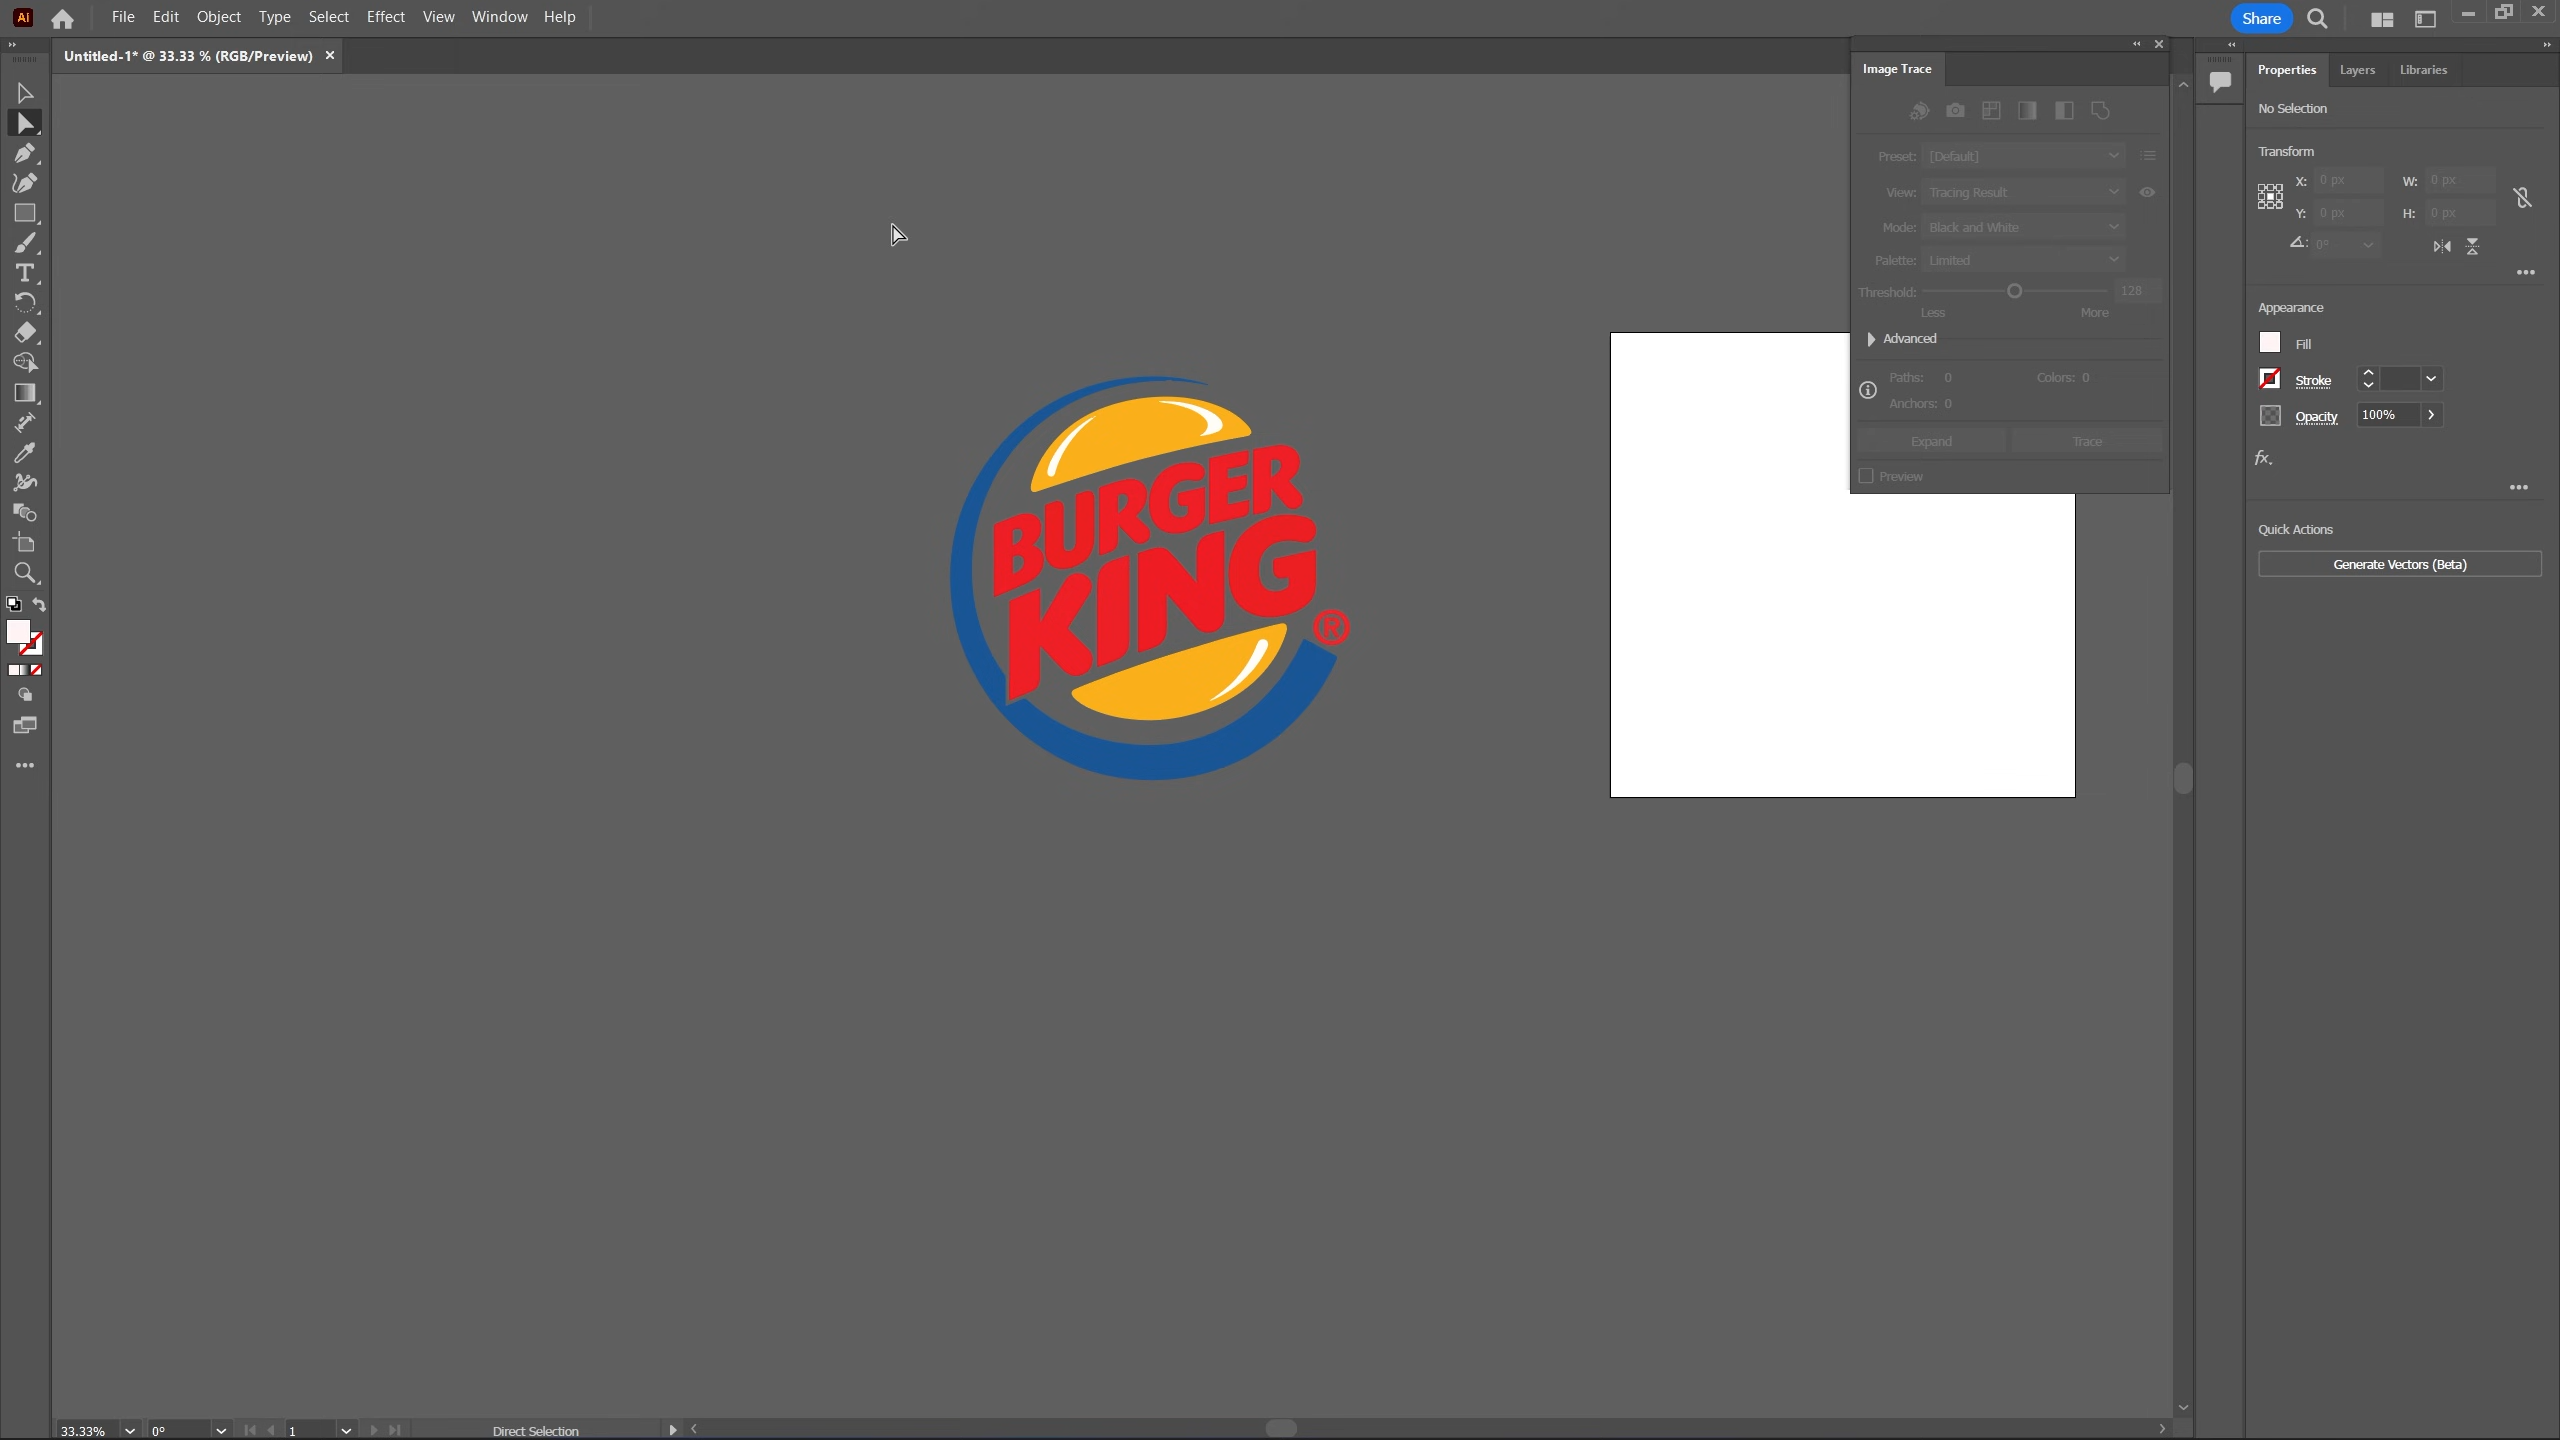 Ai File Edit Object Type Select Effect View Window Help Share
Untitled-1* @ 33.33 % (RGB/Preview) ×
Image Trace
Properties Layers Libraries
No Selection
Preset: [Default]
Transform
View: Tracing Result
X: 0 px W: 0 px
Y: 0 px H: 0 px
Mode: Black and White
0°
Palette: Limited
Threshold: 128
Less More
Appearance
Advanced
Fill
Paths: 0 Colors: 0
Stroke
Anchors: 0
Opacity 100%
Expand Trace
fx
Preview
BURGER
KING
®
Quick Actions
Generate Vectors (Beta)
33.33% 0° 1 Direct Selection